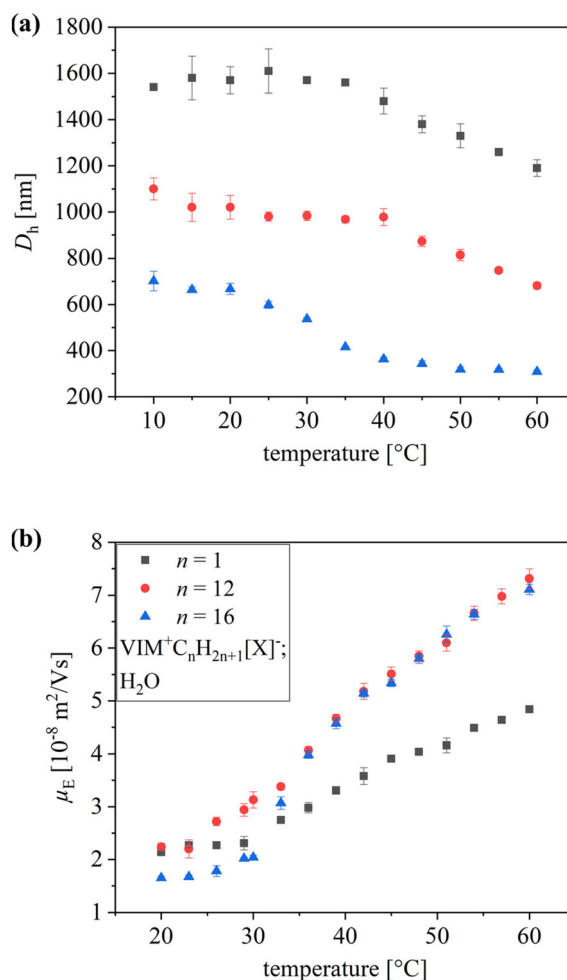 (a)
1800
1600
1400
1200
1000
800
600
400
200
D_h [nm]
10 20 30 40 50 60
temperature [°C]
(b)
8
7
6
5
4
3
2
1
μ_E [10⁻⁸ m²/Vs]
n = 1
n = 12
n = 16
VIM⁺CₙH₂ₙ₊₁[X]⁻;
H₂O
20 30 40 50 60
temperature [°C]